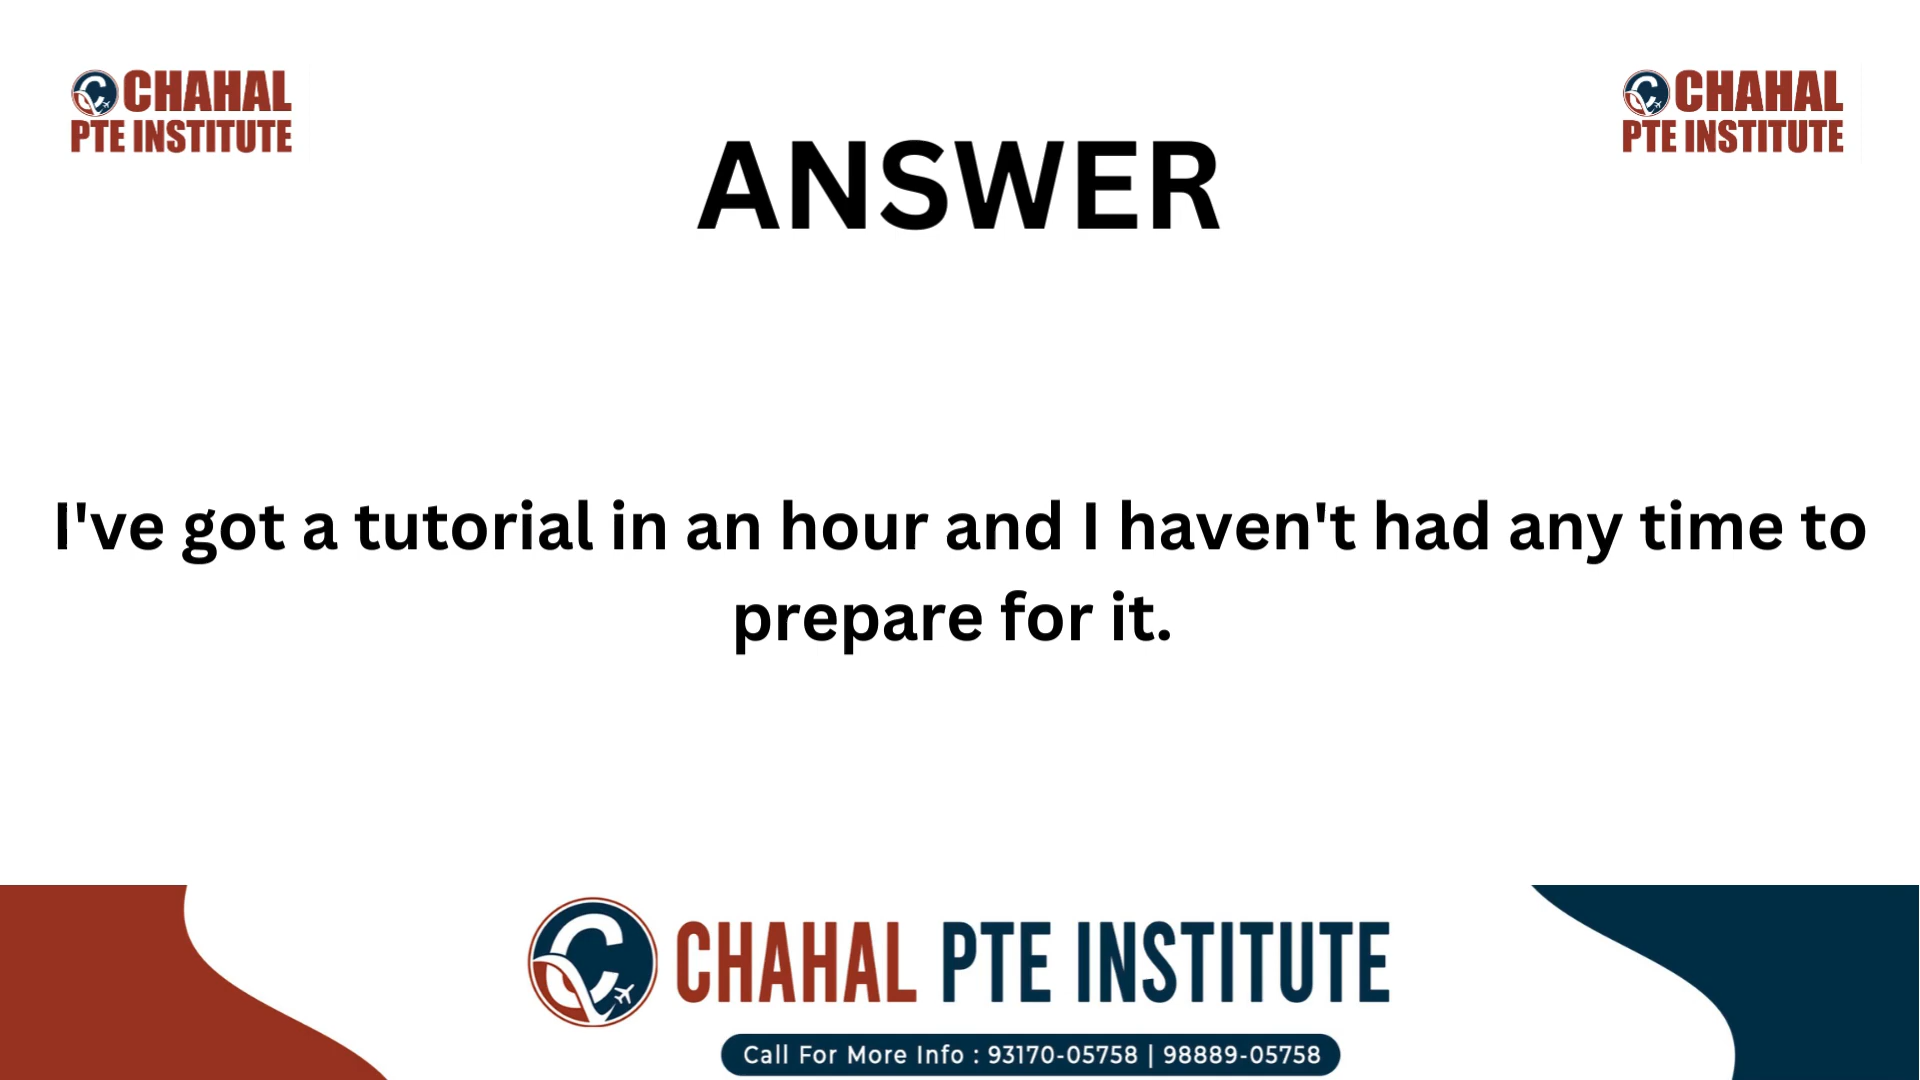 CHAHAL
PTE INSTITUTE
CHAHAL
PTE INSTITUTE
ANSWER
I've got a tutorial in an hour and I haven't had any time to
prepare for it.
CHAHAL PTE INSTITUTE
Call For More Info : 93170-05758 | 98889-05758